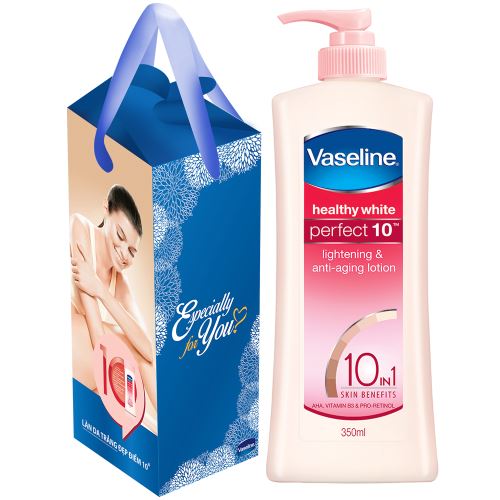 Especially
for You
10
LÀN DA TRẮNG ĐẸP ĐIỂM 10
Vaseline
Vaseline
healthy white
perfect 10™
lightening &
anti-aging lotion
10 IN 1
SKIN BENEFITS
AHA, VITAMIN B3 & PRO-RETINOL
350ml